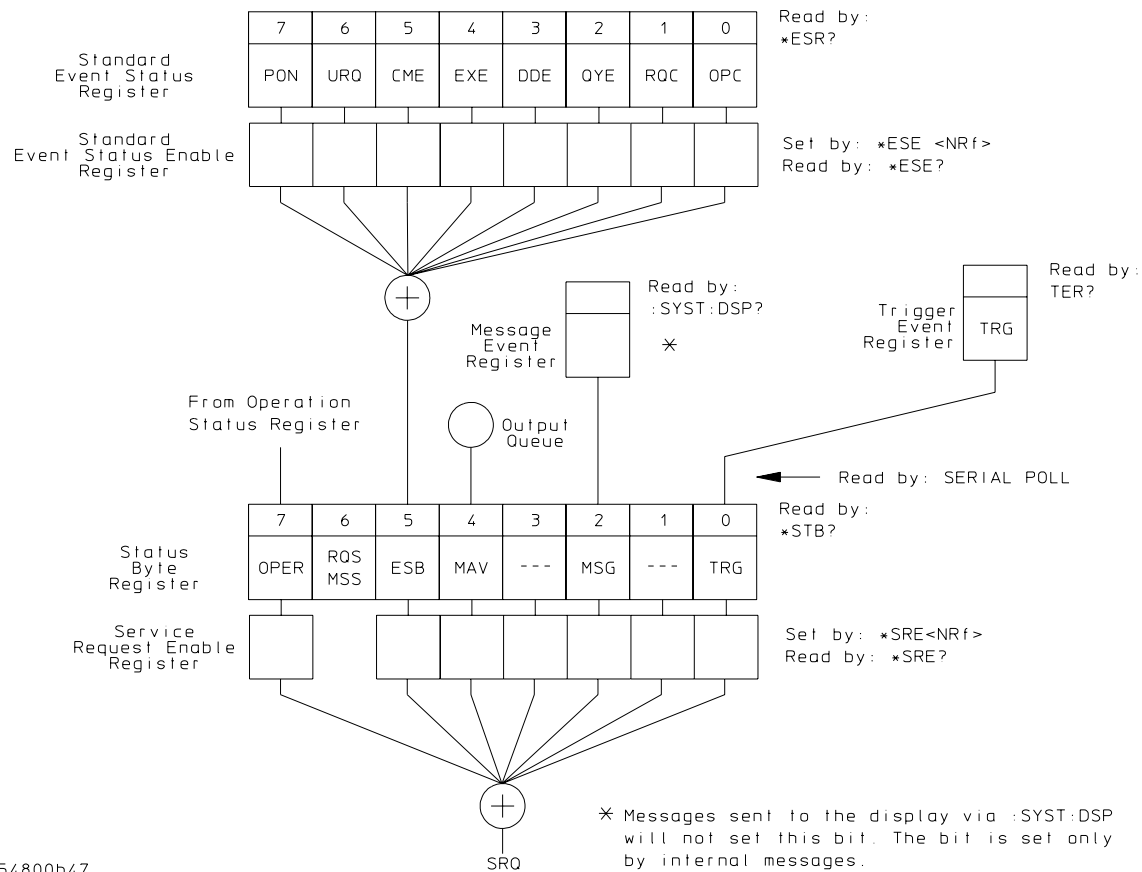 7 6 5 4 3 2 1 0
Read by:
*ESR?
Standard
Event Status
Register
PON URQ CME EXE DDE QYE RQC OPC
Standard
Event Status Enable
Register
Set by: *ESE <NRf>
Read by: *ESE?
+
Read by:
:SYST:DSP?
Message
Event
Register
*
Read by:
TER?
Trigger
Event
Register
TRG
From Operation
Status Register
Output
Queue
Read by: SERIAL POLL
7 6 5 4 3 2 1 0
Read by:
*STB?
Status
Byte
Register
OPER RQS MSS ESB MAV --- MSG --- TRG
Service
Request Enable
Register
Set by: *SRE<NRf>
Read by: *SRE?
+
SRQ
* Messages sent to the display via :SYST:DSP
will not set this bit. The bit is set only
by internal messages.
54800b47